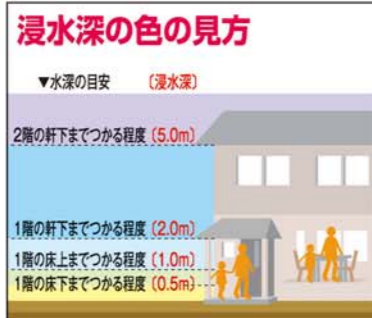 浸水深の色の見方
▼水深の目安 〔浸水深〕
2階の軒下までつかる程度〔5.0m〕
1階の軒下までつかる程度〔2.0m〕
1階の床上までつかる程度〔1.0m〕
1階の床下までつかる程度〔0.5m〕